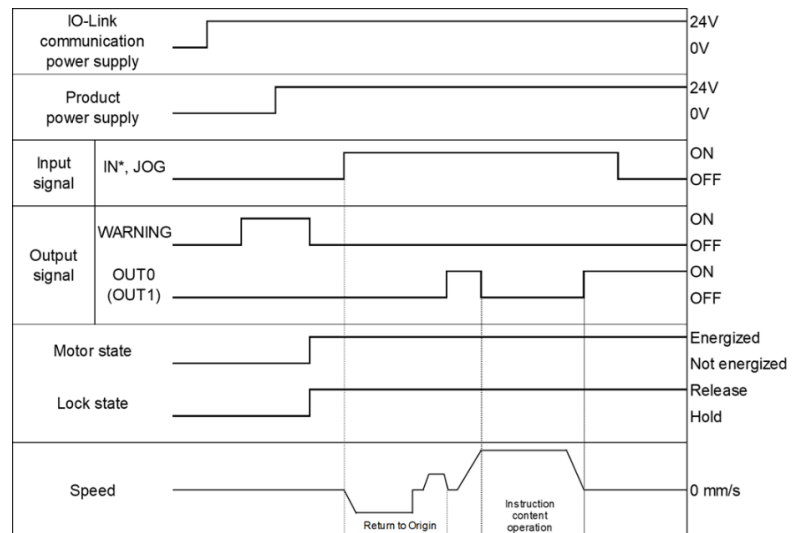 IO-Link
communication
power supply
24V
0V
Product
power supply
24V
0V
Input
signal
IN*, JOG
ON
OFF
Output
signal
WARNING
ON
OFF
OUT0
(OUT1)
ON
OFF
Motor state
Energized
Not energized
Lock state
Release
Hold
Speed
0 mm/s
Return to Origin
Instruction
content
operation